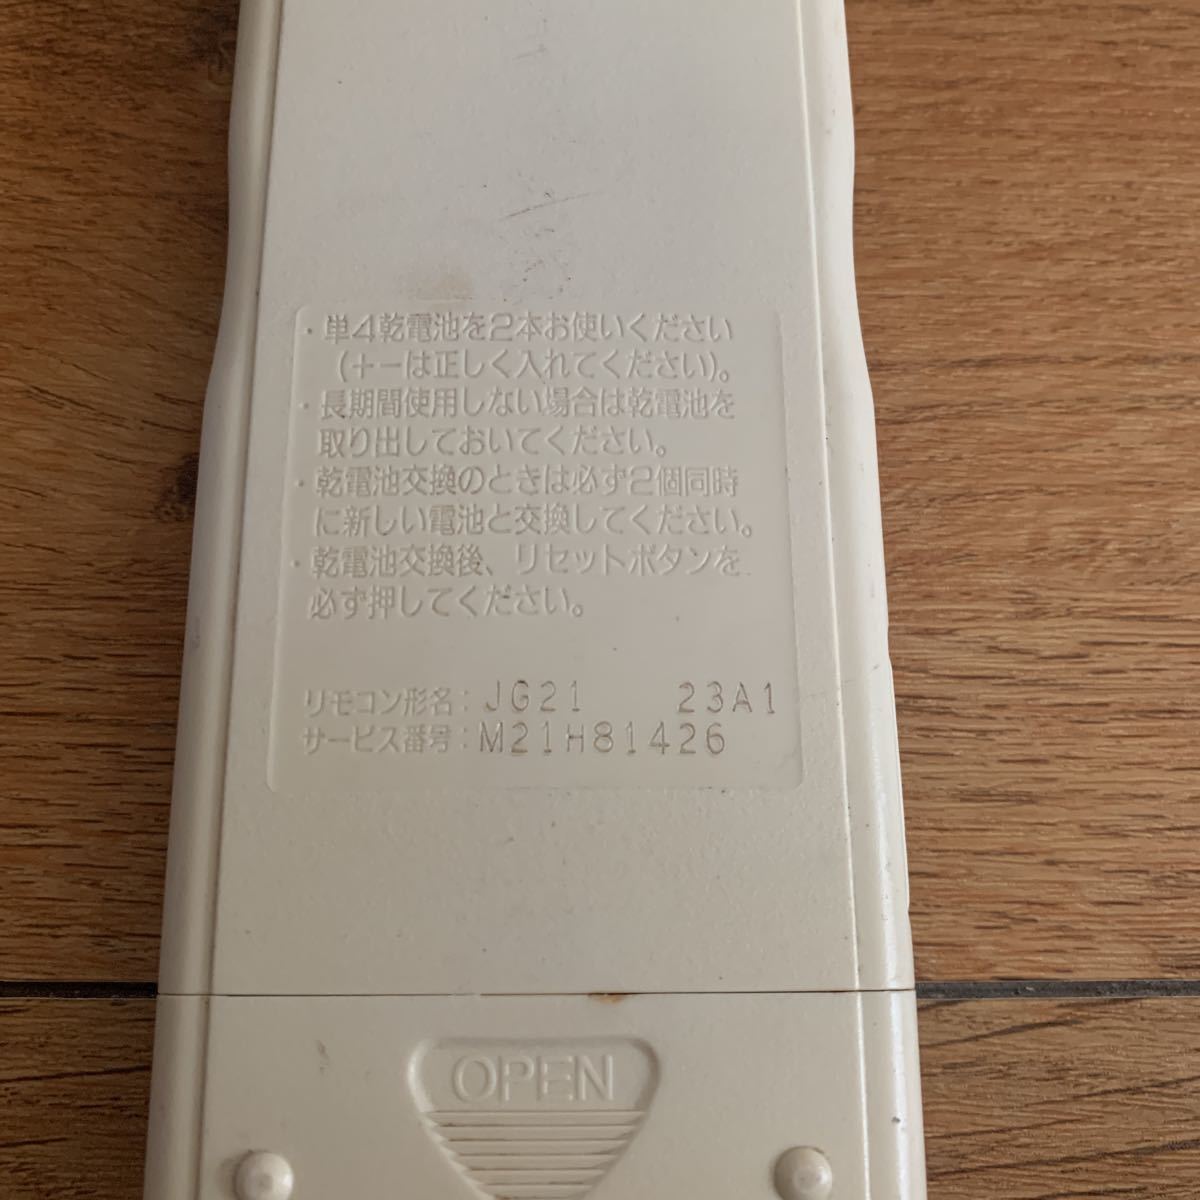 ・単4乾電池を2本お使いください
(+−は正しく入れてください)。
・長期間使用しない場合は乾電池を
取り出しておいてください。
・乾電池交換のときは必ず2個同時
に新しい電池と交換してください。
・乾電池交換後、リセットボタンを
必ず押してください。
リモコン形名：JG21 23A1
サービス番号：M21H81426
OPEN